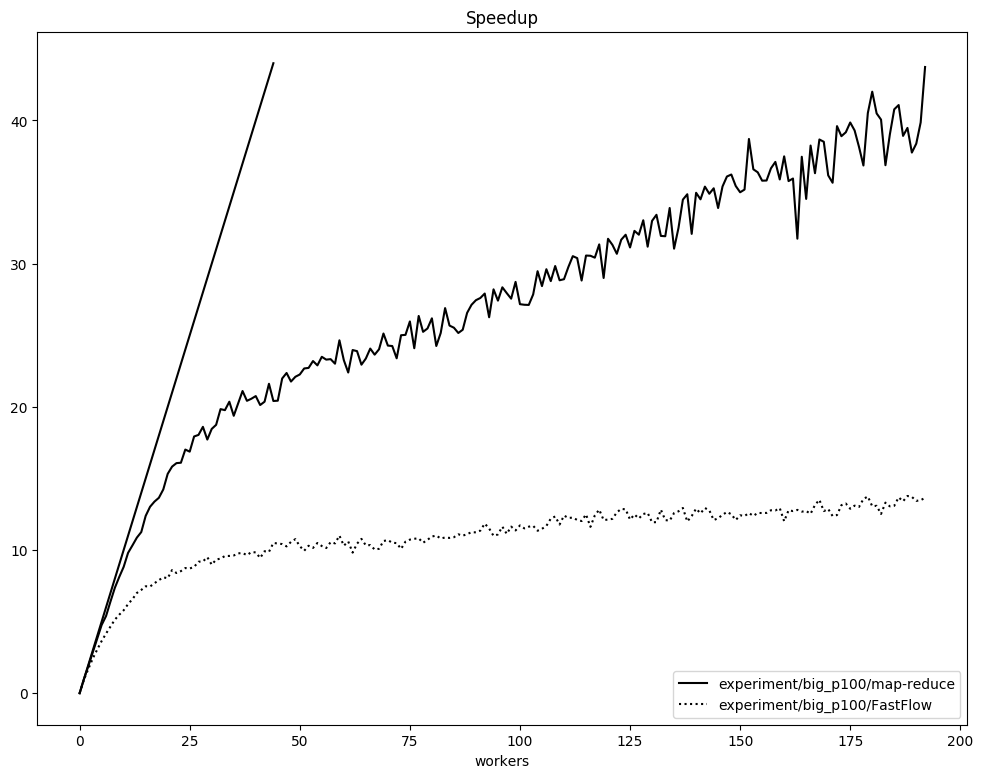 Speedup
40
30
20
10
0
0 25 50 75 100 125 150 175 200
workers
experiment/big_p100/map-reduce
experiment/big_p100/FastFlow